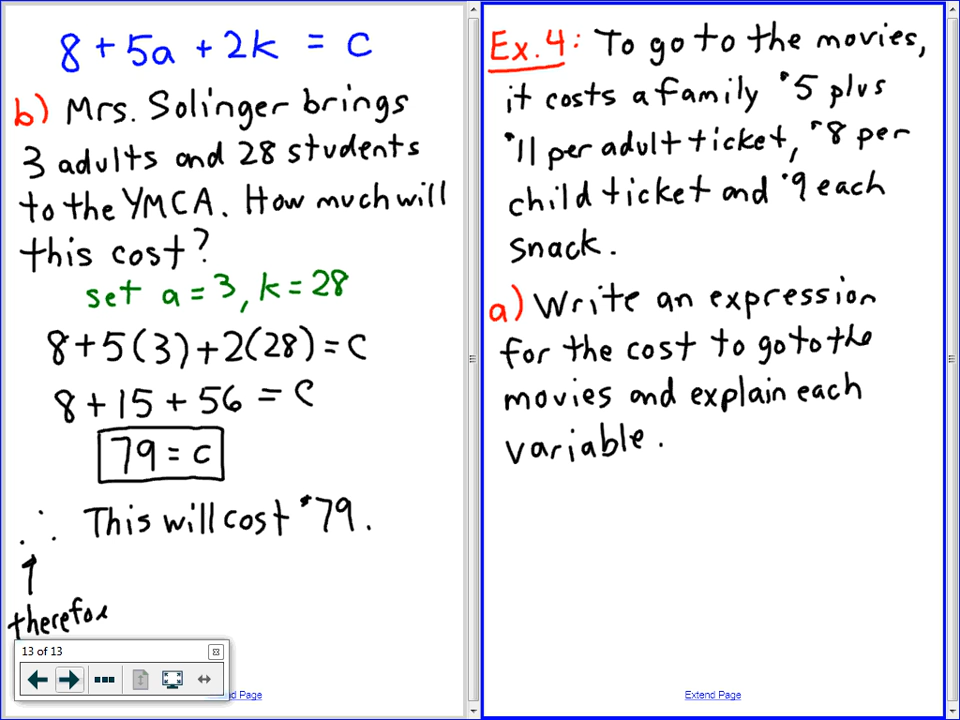 8 + 5a + 2k = c
b) Mrs. Solinger brings
3 adults and 28 students
to the YMCA. How much will
this cost?
set a = 3, k = 28
8 + 5(3) + 2(28) = c
8 + 15 + 56 = c
79 = c
∴ This will cost $79.
therefore
13 of 13
Extend Page
Ex. 4: To go to the movies,
it costs a family $5 plus
$11 per adult ticket, $8 per
child ticket and $9 each
snack.
a) Write an expression
for the cost to go to the
movies and explain each
variable.
Extend Page